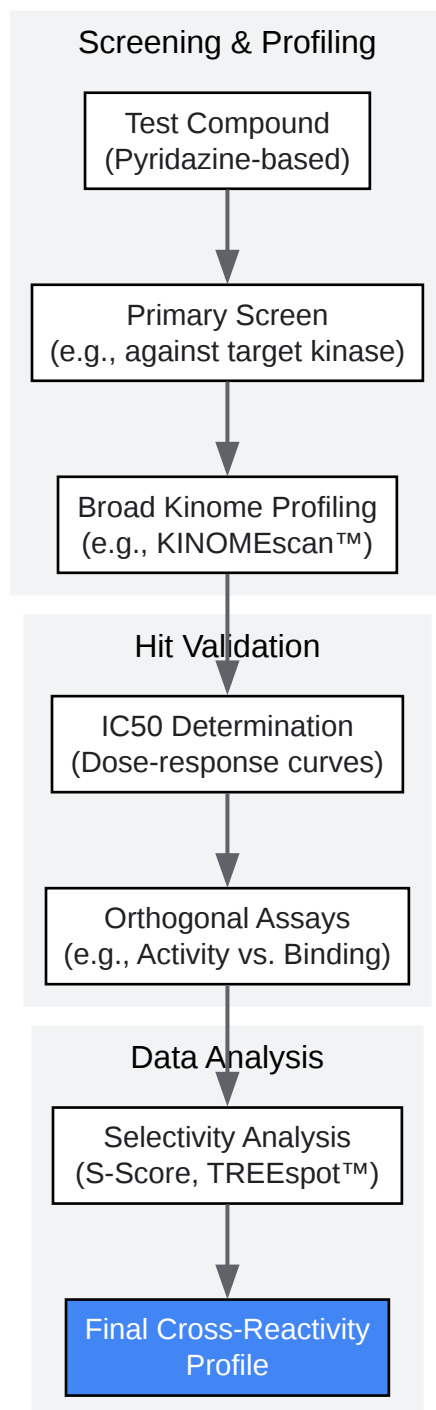 Screening & Profiling
Test Compound
(Pyridazine-based)
Primary Screen
(e.g., against target kinase)
Broad Kinome Profiling
(e.g., KINOMEscan™)
Hit Validation
IC50 Determination
(Dose-response curves)
Orthogonal Assays
(e.g., Activity vs. Binding)
Data Analysis
Selectivity Analysis
(S-Score, TREEspot™)
Final Cross-Reactivity
Profile